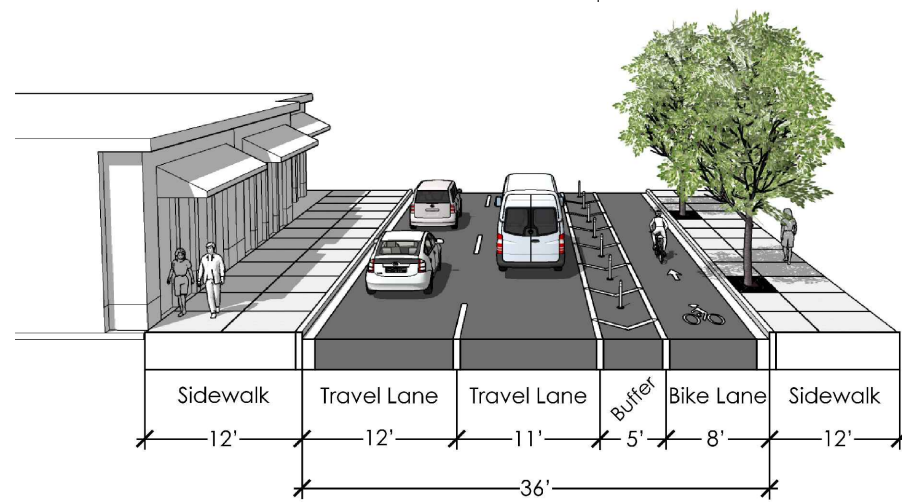 Sidewalk
Travel Lane
Travel Lane
Buffer
Bike Lane
Sidewalk
12'
12'
11'
5'
8'
12'
36'